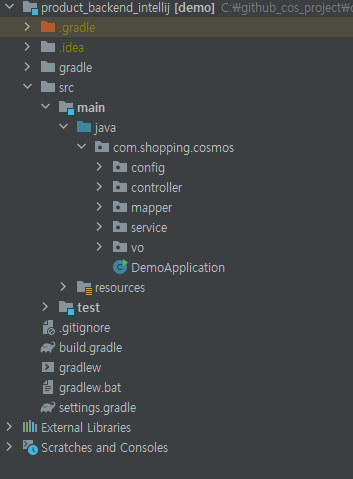 product_backend_intellij [demo] C:₩github_cos_project₩
.gradle
.idea
gradle
src
main
java
com.shopping.cosmos
config
controller
mapper
service
vo
DemoApplication
resources
test
.gitignore
build.gradle
gradlew
gradlew.bat
settings.gradle
External Libraries
Scratches and Consoles